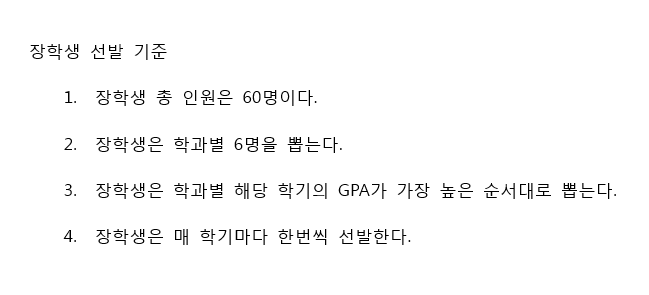 장학생 선발 기준
1. 장학생 총 인원은 60명이다.
2. 장학생은 학과별 6명을 뽑는다.
3. 장학생은 학과별 해당 학기의 GPA가 가장 높은 순서대로 뽑는다.
4. 장학생은 매 학기마다 한번씩 선발한다.